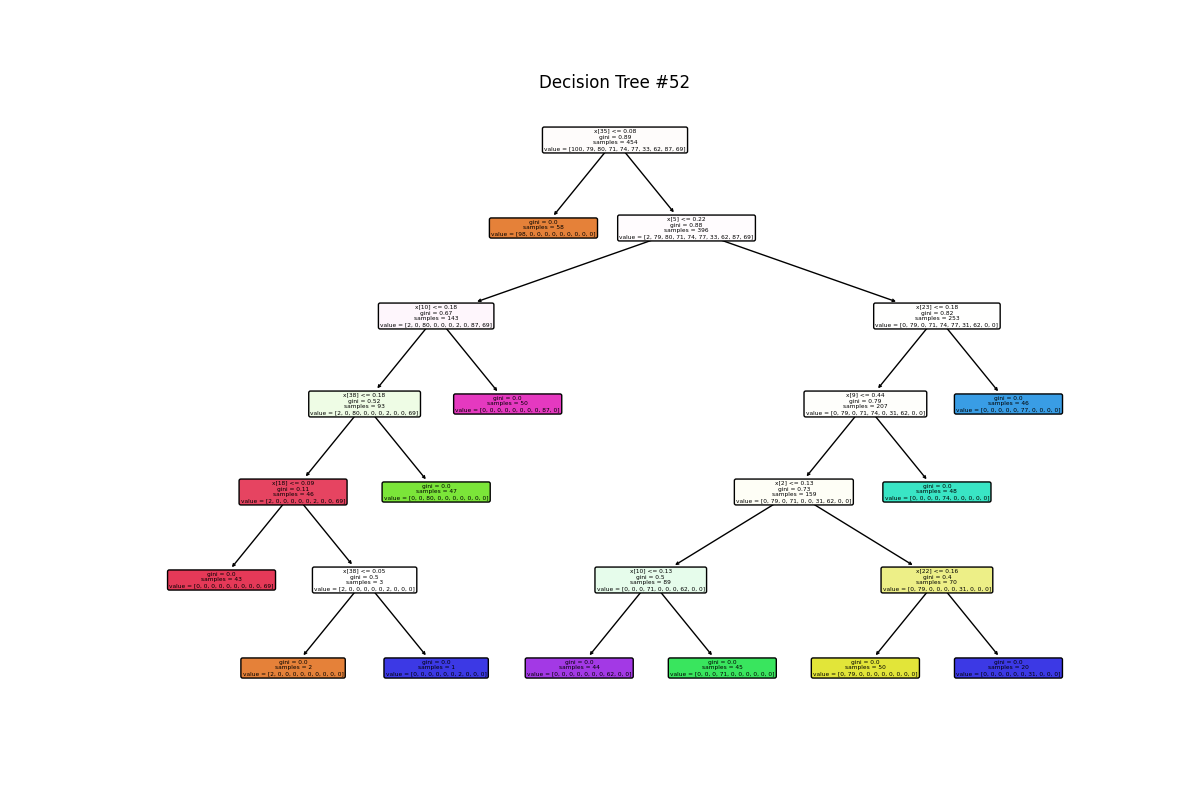 Decision Tree #52
x[35] <= 0.08
gini = 0.89
samples = 454
value = [100, 79, 80, 71, 74, 77, 33, 62, 87, 69]
gini = 0.0
samples = 58
value = [98, 0, 0, 0, 0, 0, 0, 0, 0, 0]
x[5] <= 0.22
gini = 0.88
samples = 396
value = [2, 79, 80, 71, 74, 77, 33, 62, 87, 69]
x[10] <= 0.18
gini = 0.67
samples = 143
value = [2, 0, 80, 0, 0, 0, 2, 0, 87, 69]
x[23] <= 0.18
gini = 0.82
samples = 253
value = [0, 79, 0, 71, 74, 77, 31, 62, 0, 0]
x[38] <= 0.18
gini = 0.52
samples = 93
value = [2, 0, 80, 0, 0, 0, 2, 0, 0, 69]
gini = 0.0
samples = 50
value = [0, 0, 0, 0, 0, 0, 0, 0, 87, 0]
x[9] <= 0.44
gini = 0.79
samples = 207
value = [0, 79, 0, 71, 74, 0, 31, 62, 0, 0]
gini = 0.0
samples = 46
value = [0, 0, 0, 0, 0, 77, 0, 0, 0, 0]
x[18] <= 0.09
gini = 0.11
samples = 46
value = [2, 0, 0, 0, 0, 0, 2, 0, 0, 69]
gini = 0.0
samples = 47
value = [0, 0, 80, 0, 0, 0, 0, 0, 0, 0]
x[2] <= 0.13
gini = 0.73
samples = 159
value = [0, 79, 0, 71, 0, 0, 31, 62, 0, 0]
gini = 0.0
samples = 48
value = [0, 0, 0, 0, 74, 0, 0, 0, 0, 0]
gini = 0.0
samples = 43
value = [0, 0, 0, 0, 0, 0, 0, 0, 0, 69]
x[38] <= 0.05
gini = 0.5
samples = 3
value = [2, 0, 0, 0, 0, 0, 2, 0, 0, 0]
x[10] <= 0.13
gini = 0.5
samples = 89
value = [0, 0, 0, 71, 0, 0, 0, 62, 0, 0]
x[22] <= 0.16
gini = 0.4
samples = 70
value = [0, 79, 0, 0, 0, 0, 31, 0, 0, 0]
gini = 0.0
samples = 2
value = [2, 0, 0, 0, 0, 0, 0, 0, 0, 0]
gini = 0.0
samples = 1
value = [0, 0, 0, 0, 0, 0, 2, 0, 0, 0]
gini = 0.0
samples = 44
value = [0, 0, 0, 0, 0, 0, 0, 62, 0, 0]
gini = 0.0
samples = 45
value = [0, 0, 0, 71, 0, 0, 0, 0, 0, 0]
gini = 0.0
samples = 50
value = [0, 79, 0, 0, 0, 0, 0, 0, 0, 0]
gini = 0.0
samples = 20
value = [0, 0, 0, 0, 0, 0, 31, 0, 0, 0]